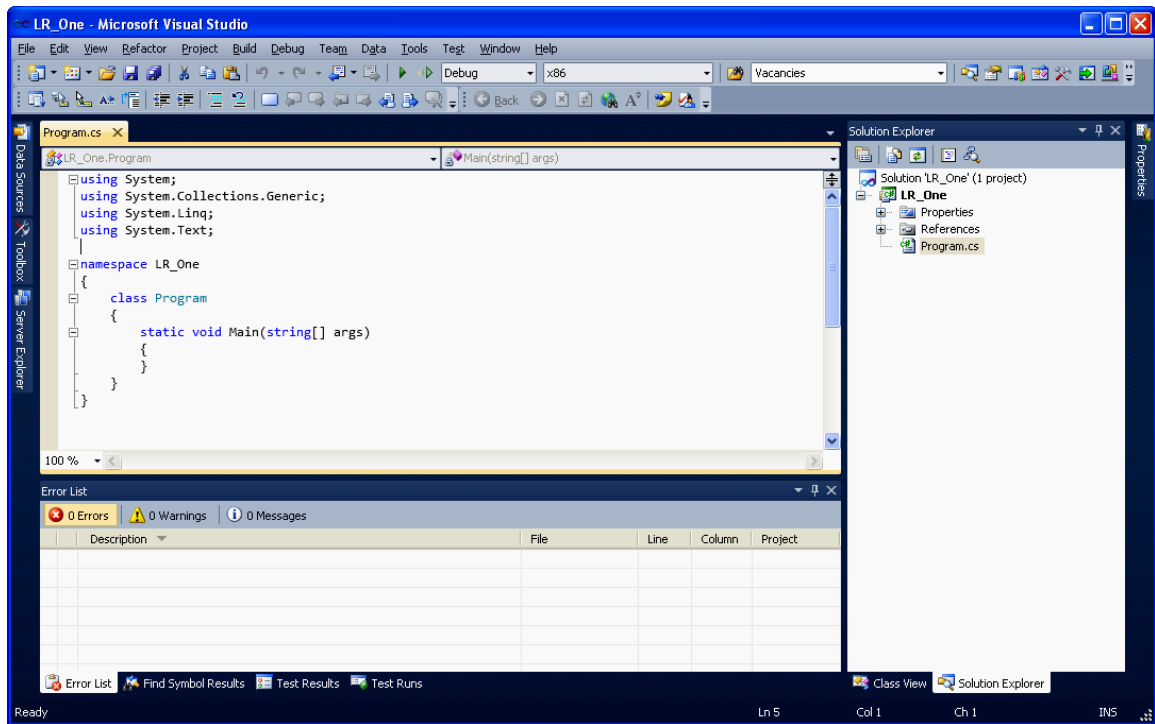 LR_One - Microsoft Visual Studio
File Edit View Refactor Project Build Debug Team Data Tools Test Window Help
Debug x86 Vacancies
Back
Program.cs
LR_One.Program Main(string[] args)
using System;
using System.Collections.Generic;
using System.Linq;
using System.Text;
namespace LR_One
{
class Program
{
static void Main(string[] args)
{
}
}
}
100 %
Data Sources
Toolbox
Server Explorer
Error List
0 Errors 0 Warnings 0 Messages
Description File Line Column Project
Error List Find Symbol Results Test Results Test Runs
Solution Explorer
Solution 'LR_One' (1 project)
LR_One
Properties
References
Program.cs
Class View Solution Explorer
Properties
Ready Ln 5 Col 1 Ch 1 INS